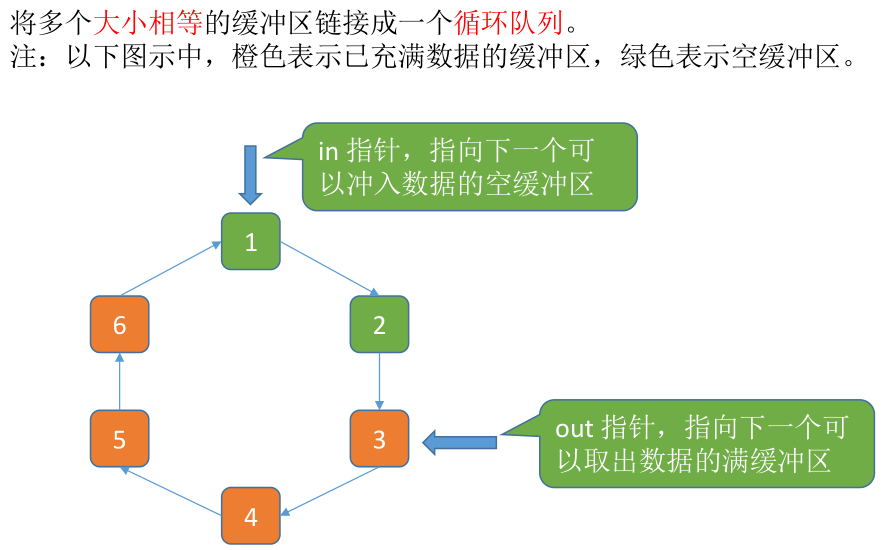 将多个大小相等的缓冲区链接成一个循环队列。
注：以下图示中，橙色表示已充满数据的缓冲区，绿色表示空缓冲区。
in 指针，指向下一个可
以冲入数据的空缓冲区
1
6
2
out 指针，指向下一个可
以取出数据的满缓冲区
5
3
4